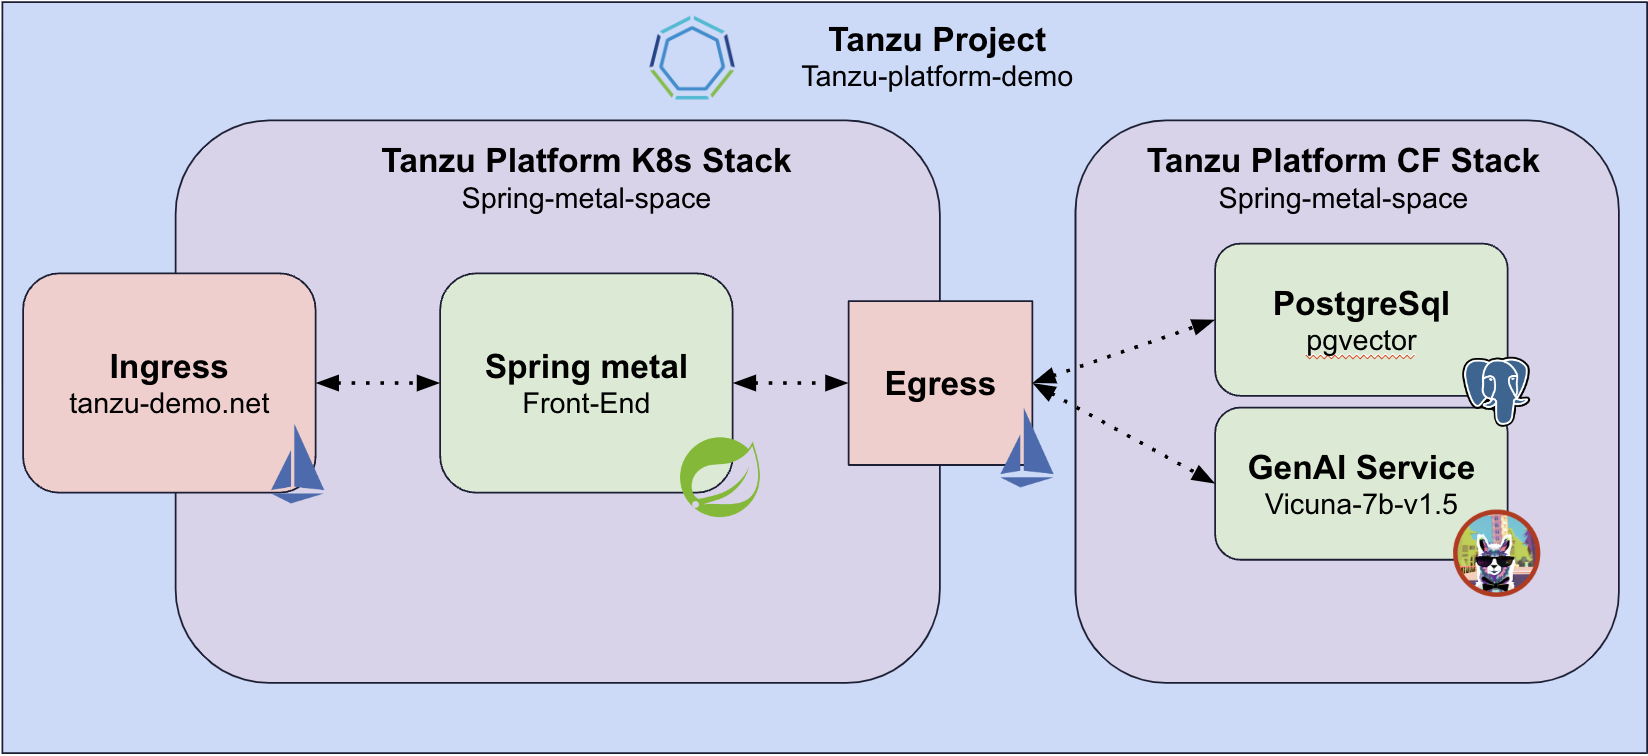 Tanzu Project
Tanzu-platform-demo
Tanzu Platform K8s Stack
Spring-metal-space
Ingress
tanzu-demo.net
Spring metal
Front-End
Egress
Tanzu Platform CF Stack
Spring-metal-space
PostgreSql
pgvector
GenAI Service
Vicuna-7b-v1.5